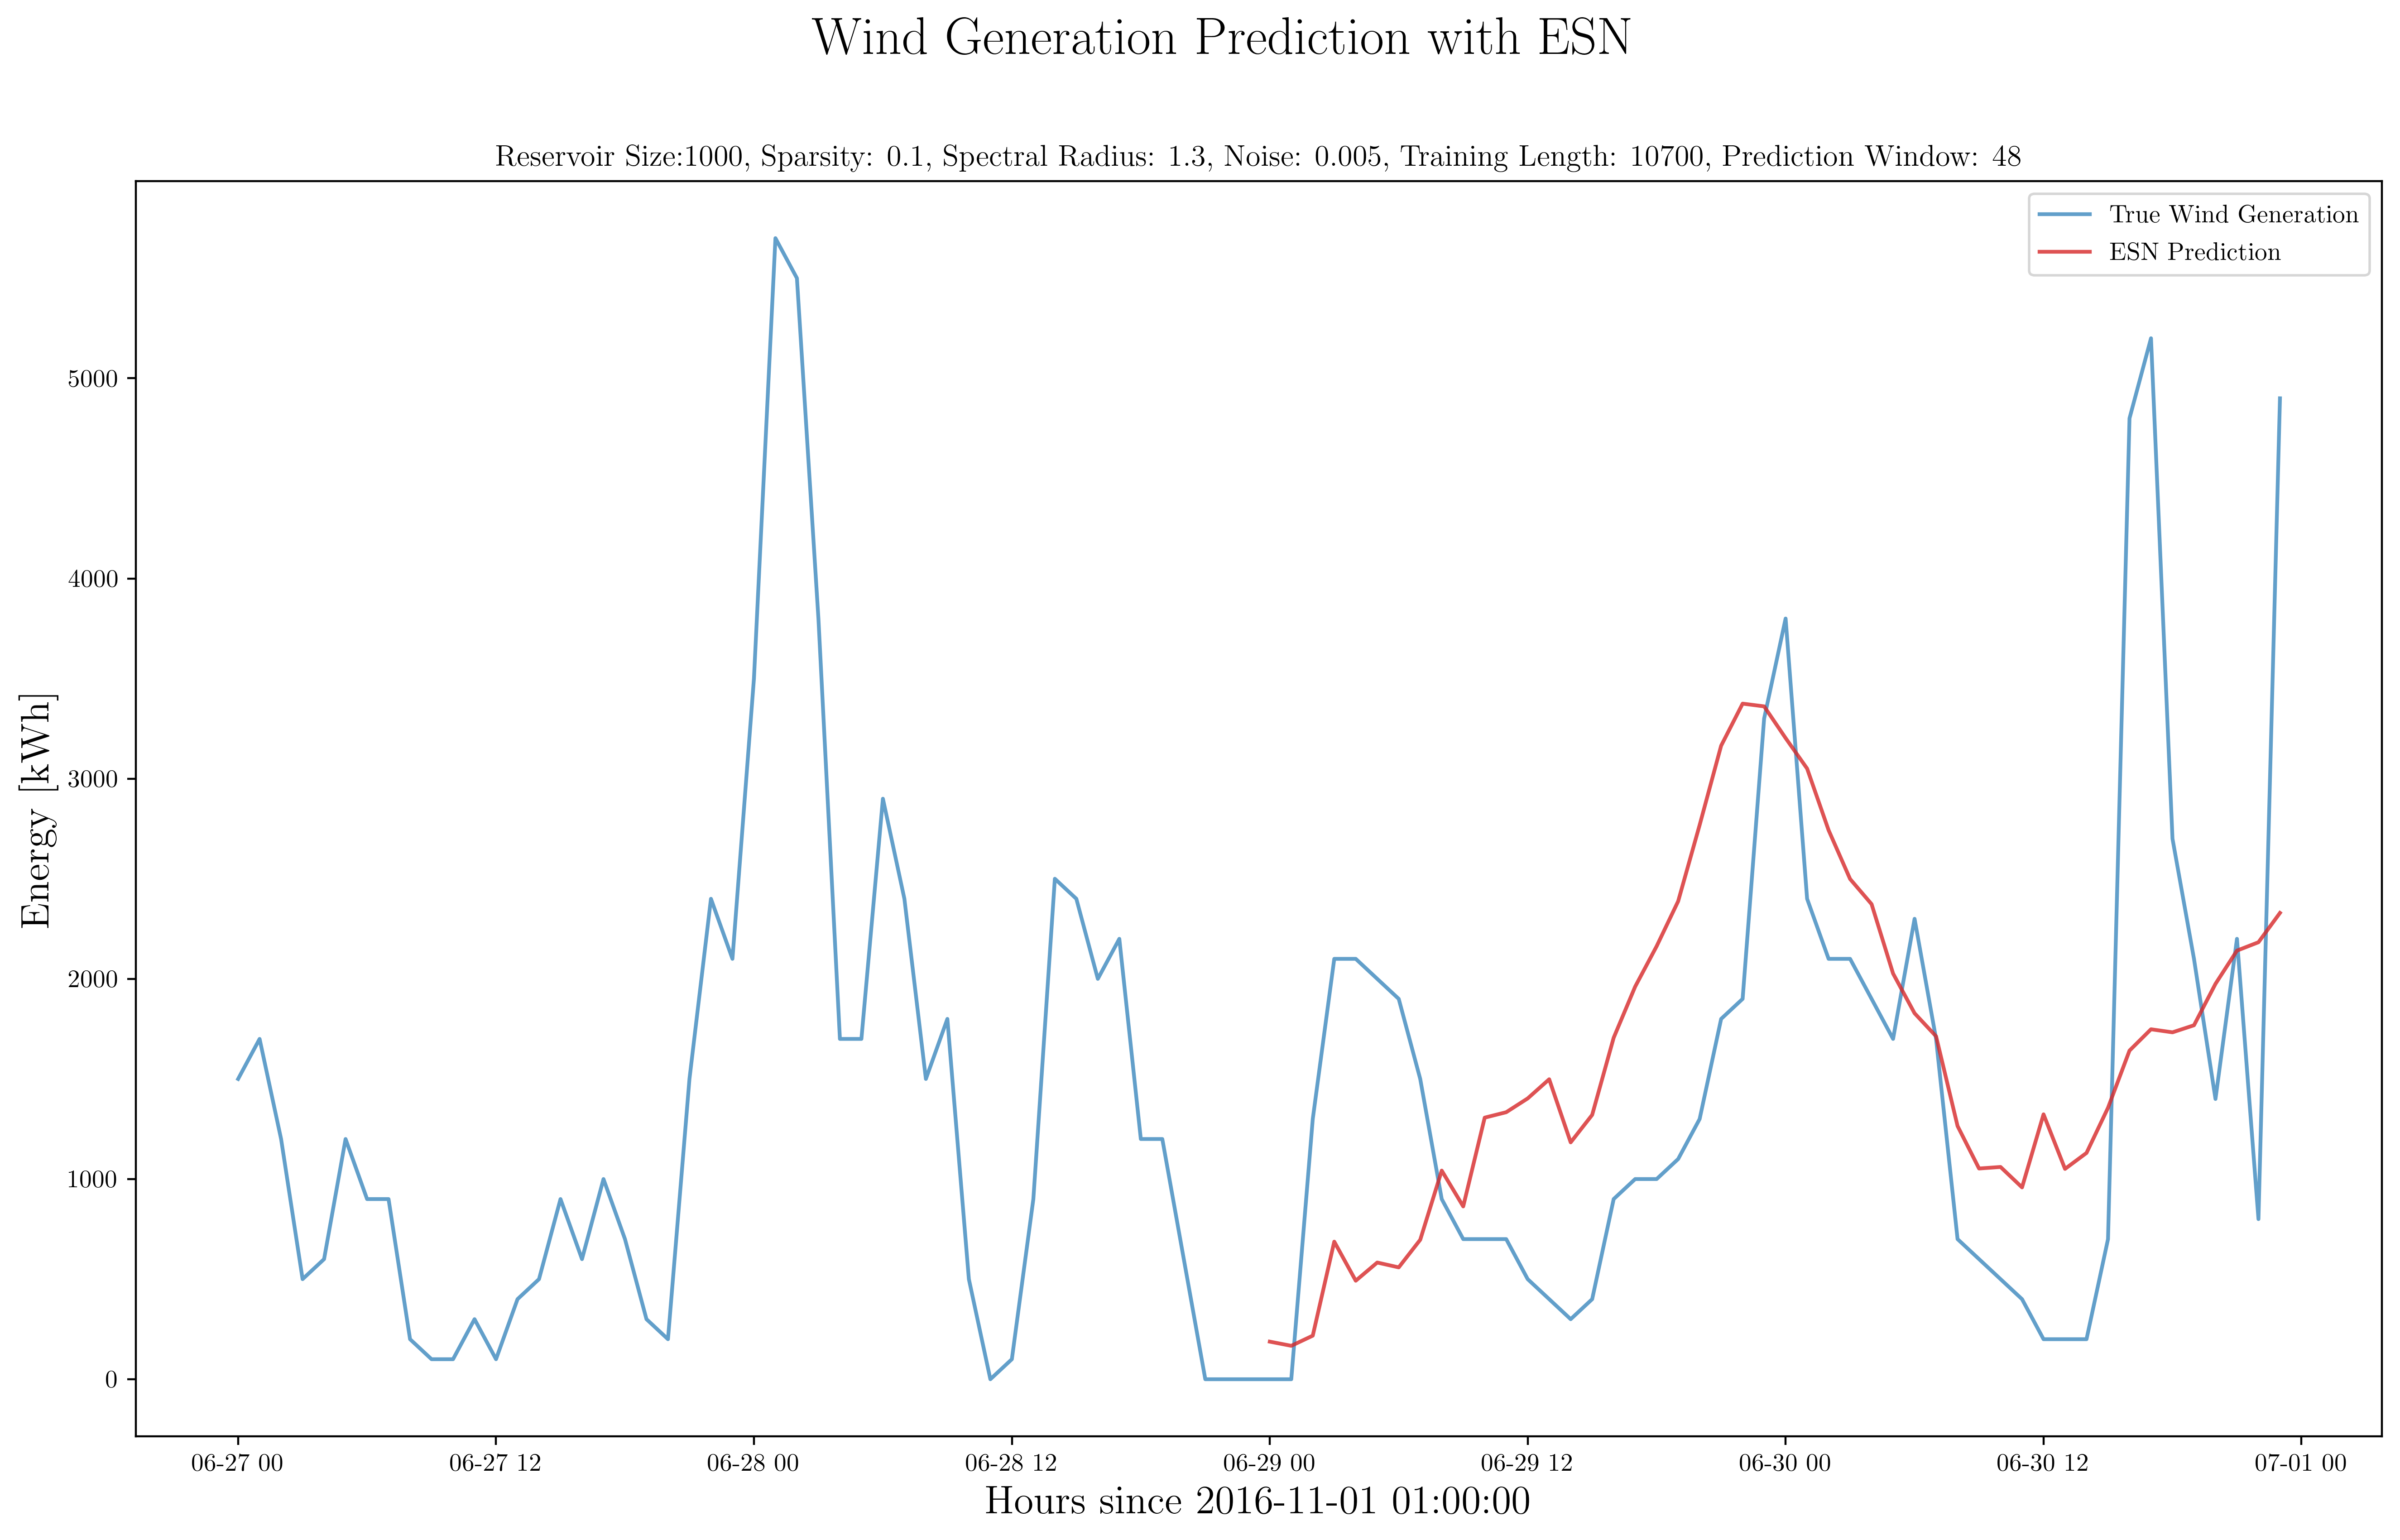 Wind Generation Prediction with ESN
Reservoir Size:1000, Sparsity: 0.1, Spectral Radius: 1.3, Noise: 0.005, Training Length: 10700, Prediction Window: 48
True Wind Generation
ESN Prediction
Energy [kWh]
5000
4000
3000
2000
1000
0
06-27 00 06-27 12 06-28 00 06-28 12 06-29 00 06-29 12 06-30 00 06-30 12 07-01 00
Hours since 2016-11-01 01:00:00